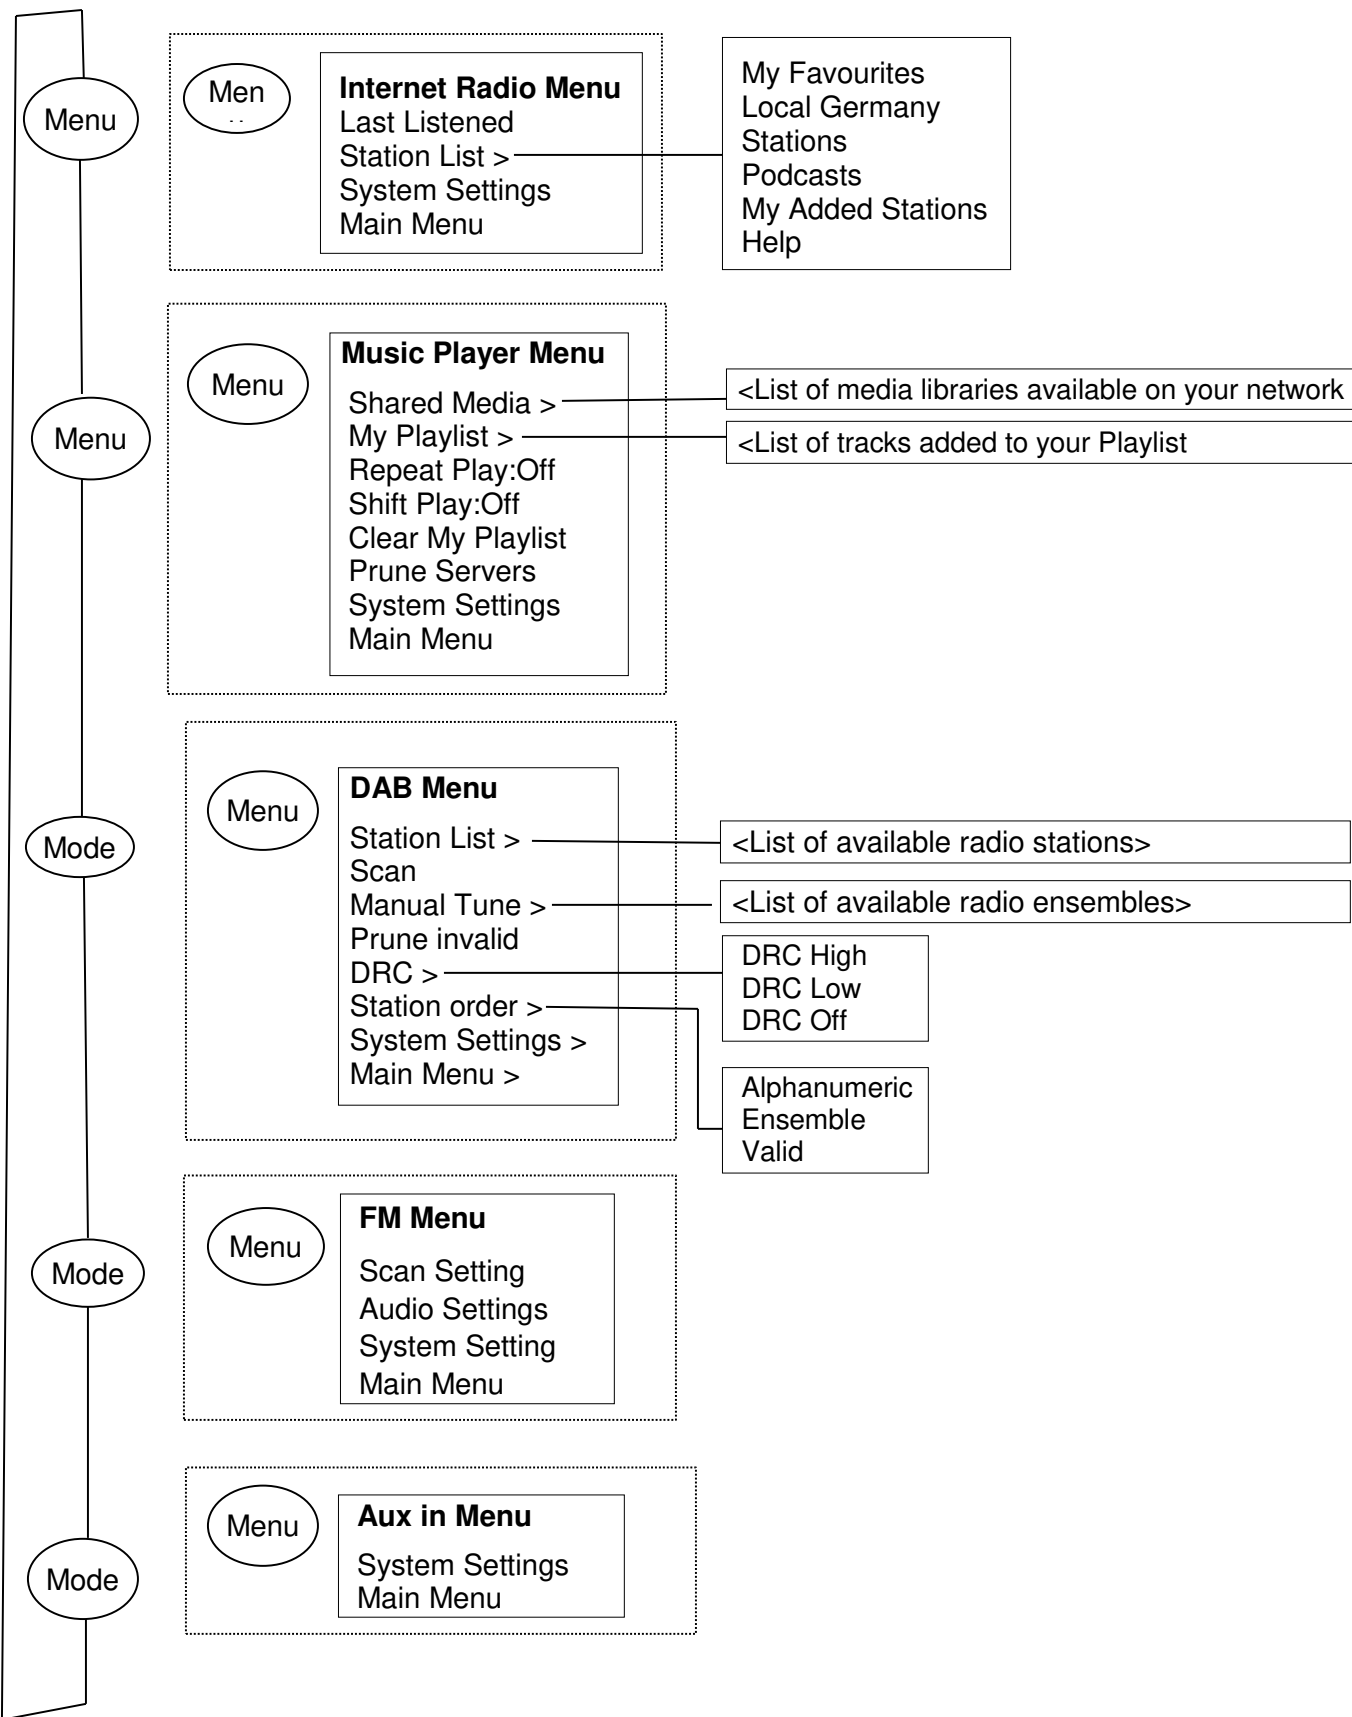 Menu
Men
Internet Radio Menu
Last Listened
Station List >
System Settings
Main Menu
My Favourites
Local Germany
Stations
Podcasts
My Added Stations
Help
Menu
Menu
Music Player Menu
Shared Media >
My Playlist >
Repeat Play:Off
Shift Play:Off
Clear My Playlist
Prune Servers
System Settings
Main Menu
<List of media libraries available on your network
<List of tracks added to your Playlist
Mode
Menu
DAB Menu
Station List >
Scan
Manual Tune >
Prune invalid
DRC >
Station order >
System Settings >
Main Menu >
<List of available radio stations>
<List of available radio ensembles>
DRC High
DRC Low
DRC Off
Alphanumeric
Ensemble
Valid
Mode
Menu
FM Menu
Scan Setting
Audio Settings
System Setting
Main Menu
Mode
Menu
Aux in Menu
System Settings
Main Menu